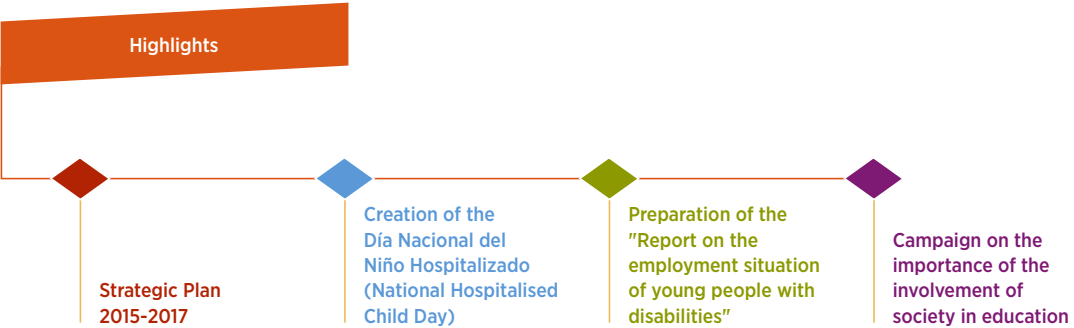 Highlights
Strategic Plan
2015-2017
Creation of the
Día Nacional del
Niño Hospitalizado
(National Hospitalised
Child Day)
Preparation of the
"Report on the
employment situation
of young people with
disabilities"
Campaign on the
importance of the
involvement of
society in education